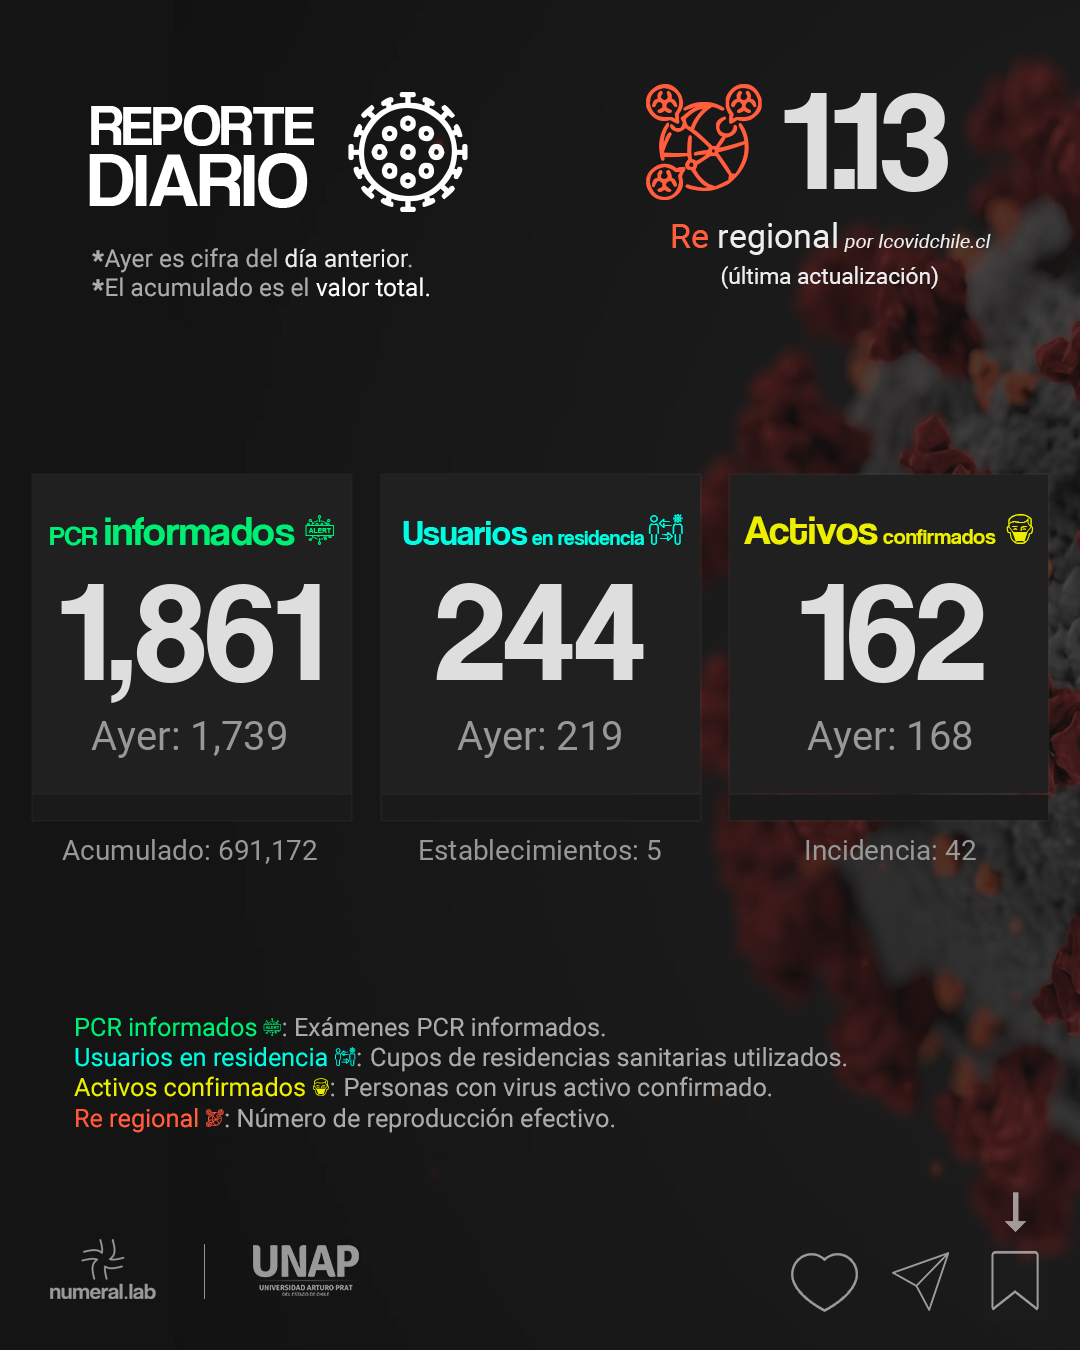 REPORTE
DIARIO
*Ayer es cifra del día anterior.
*El acumulado es el valor total.
1.13
Re regional por Icovidchile.cl
(última actualización)
PCR informados ALERT
1,861
Ayer: 1,739
Acumulado: 691,172
Usuarios en residencia
244
Ayer: 219
Establecimientos: 5
Activos confirmados
162
Ayer: 168
Incidencia: 42
PCR informados ALERT: Exámenes PCR informados.
Usuarios en residencia : Cupos de residencias sanitarias utilizados.
Activos confirmados : Personas con virus activo confirmado.
Re regional : Número de reproducción efectivo.
numeral.lab
UNAP
UNIVERSIDAD ARTURO PRAT
DEL ESTADO DE CHILE